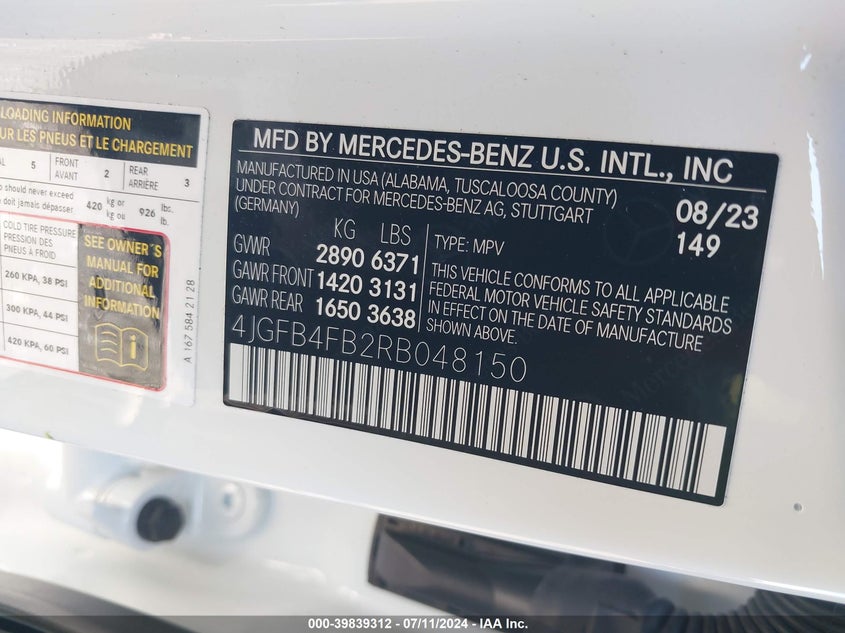 LOADING INFORMATION
UR LES PNEUS ET LE CHARGEMENT
AL 5 FRONT AVANT 2 REAR ARRIÈRE 3
should never exceed
doit jamais dépasser 420 kg or kg ou 926 lbs. lb.
COLD TIRE PRESSURE
PRESSION DES
PNEUS À FROID
260 KPA, 38 PSI
300 KPA, 44 PSI
420 KPA, 60 PSI
SEE OWNER´S
MANUAL FOR
ADDITIONAL
INFORMATION
A 167 584 21 28
MFD BY MERCEDES-BENZ U.S. INTL., INC
MANUFACTURED IN USA (ALABAMA, TUSCALOOSA COUNTY)
UNDER CONTRACT FOR MERCEDES-BENZ AG, STUTTGART
(GERMANY)
08/23
149
KG LBS
GVWR 2890 6371
GAWR FRONT 1420 3131
GAWR REAR 1650 3638
TYPE: MPV
THIS VEHICLE CONFORMS TO ALL APPLICABLE
FEDERAL MOTOR VEHICLE SAFETY STANDARDS
IN EFFECT ON THE DATE OF MANUFACTURE
SHOWN ABOVE.
4JGFB4FB2RB048150
000-39839312 - 07/11/2024 - IAA Inc.